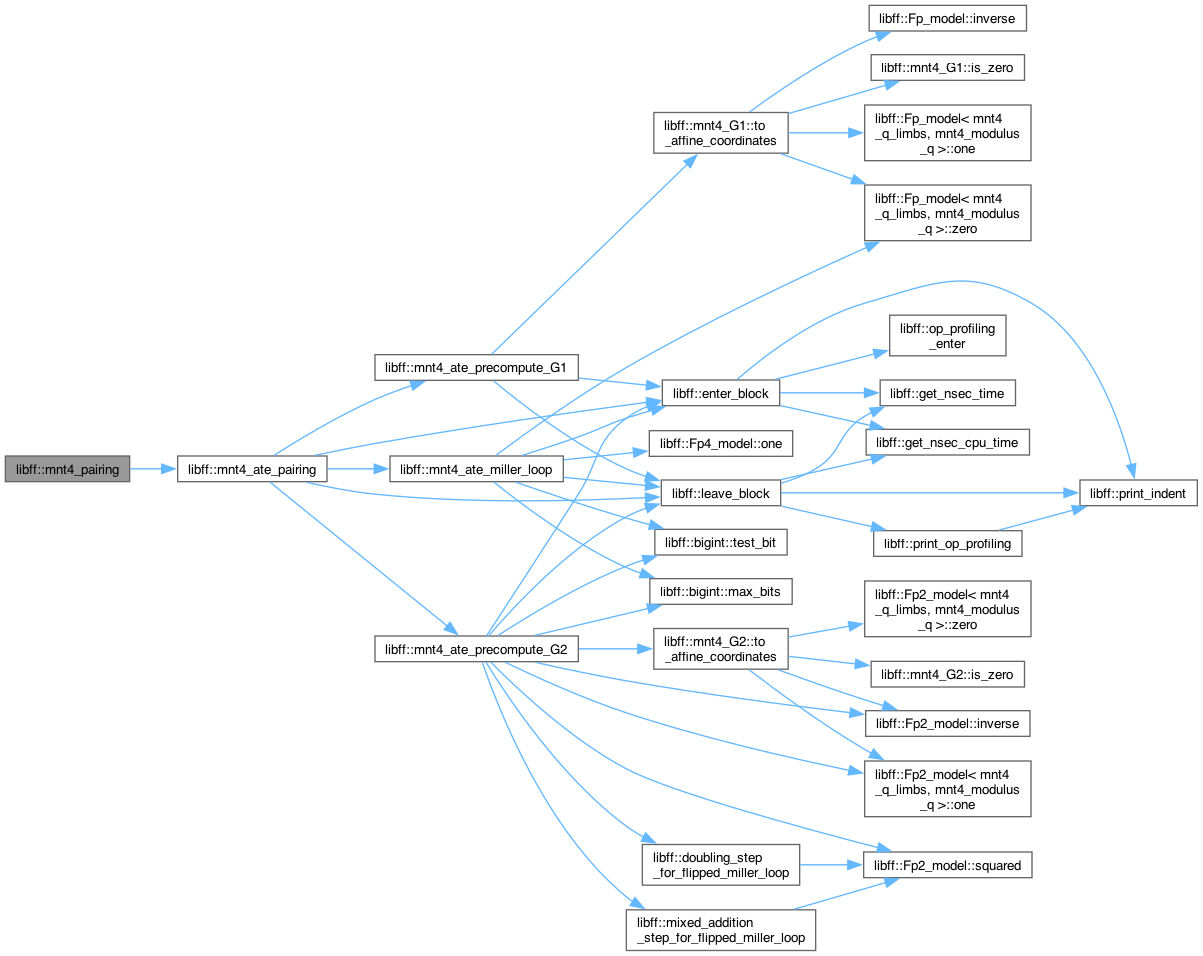 libff::mnt4_pairing
libff::mnt4_ate_pairing
libff::mnt4_ate_precompute_G1
libff::mnt4_ate_miller_loop
libff::mnt4_ate_precompute_G2
libff::mnt4_G1::to
_affine_coordinates
libff::enter_block
libff::Fp4_model::one
libff::leave_block
libff::bigint::test_bit
libff::bigint::max_bits
libff::mnt4_G2::to
_affine_coordinates
libff::doubling_step
_for_flipped_miller_loop
libff::mixed_addition
_step_for_flipped_miller_loop
libff::Fp_model::inverse
libff::mnt4_G1::is_zero
libff::Fp_model< mnt4
_q_limbs, mnt4_modulus
_q >::one
libff::Fp_model< mnt4
_q_limbs, mnt4_modulus
_q >::zero
libff::op_profiling
_enter
libff::get_nsec_time
libff::get_nsec_cpu_time
libff::print_indent
libff::print_op_profiling
libff::Fp2_model< mnt4
_q_limbs, mnt4_modulus
_q >::zero
libff::mnt4_G2::is_zero
libff::Fp2_model::inverse
libff::Fp2_model< mnt4
_q_limbs, mnt4_modulus
_q >::one
libff::Fp2_model::squared